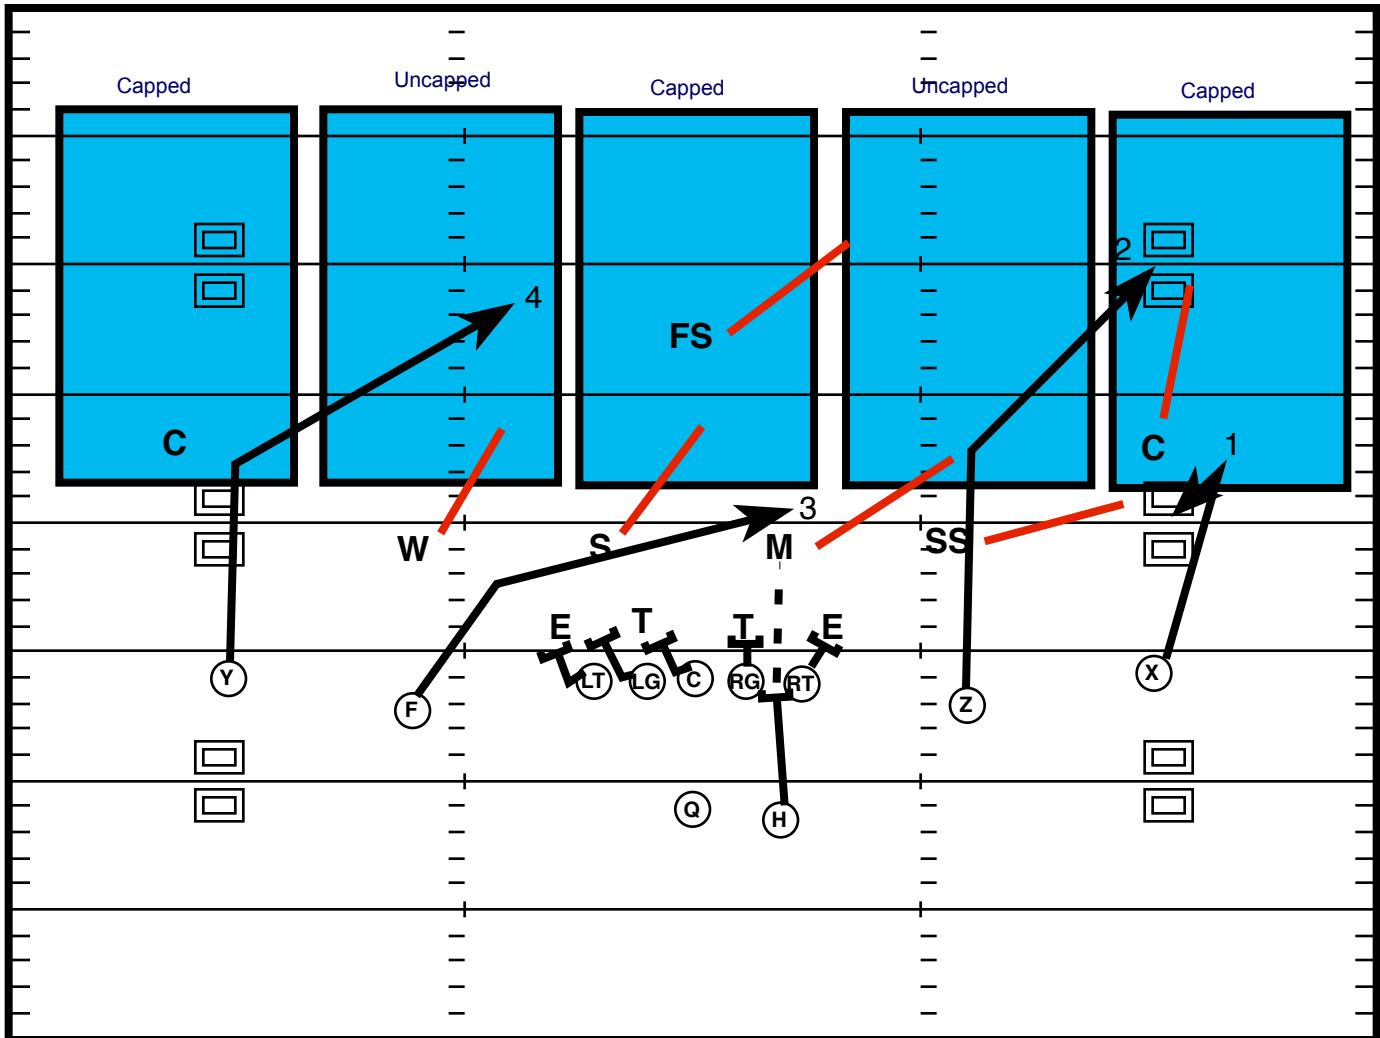 Capped Uncapped Capped Uncapped Capped
2
4
FS
C C 1
3
W S M SS
E T T E
Y LT LG C RG RT X
F Z
Q H